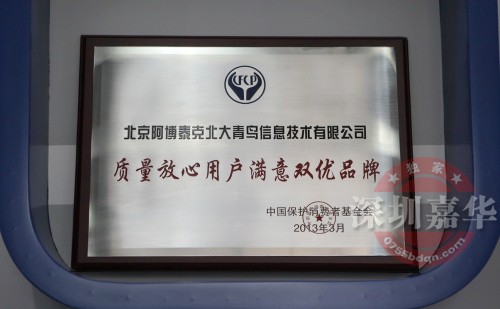 CFCP
北京阿博泰克北大青鸟信息技术有限公司
质量放心用户满意双优品牌
中国保护消费者基金会
2013年3月
独家
深圳嘉华
0755bdqn.com